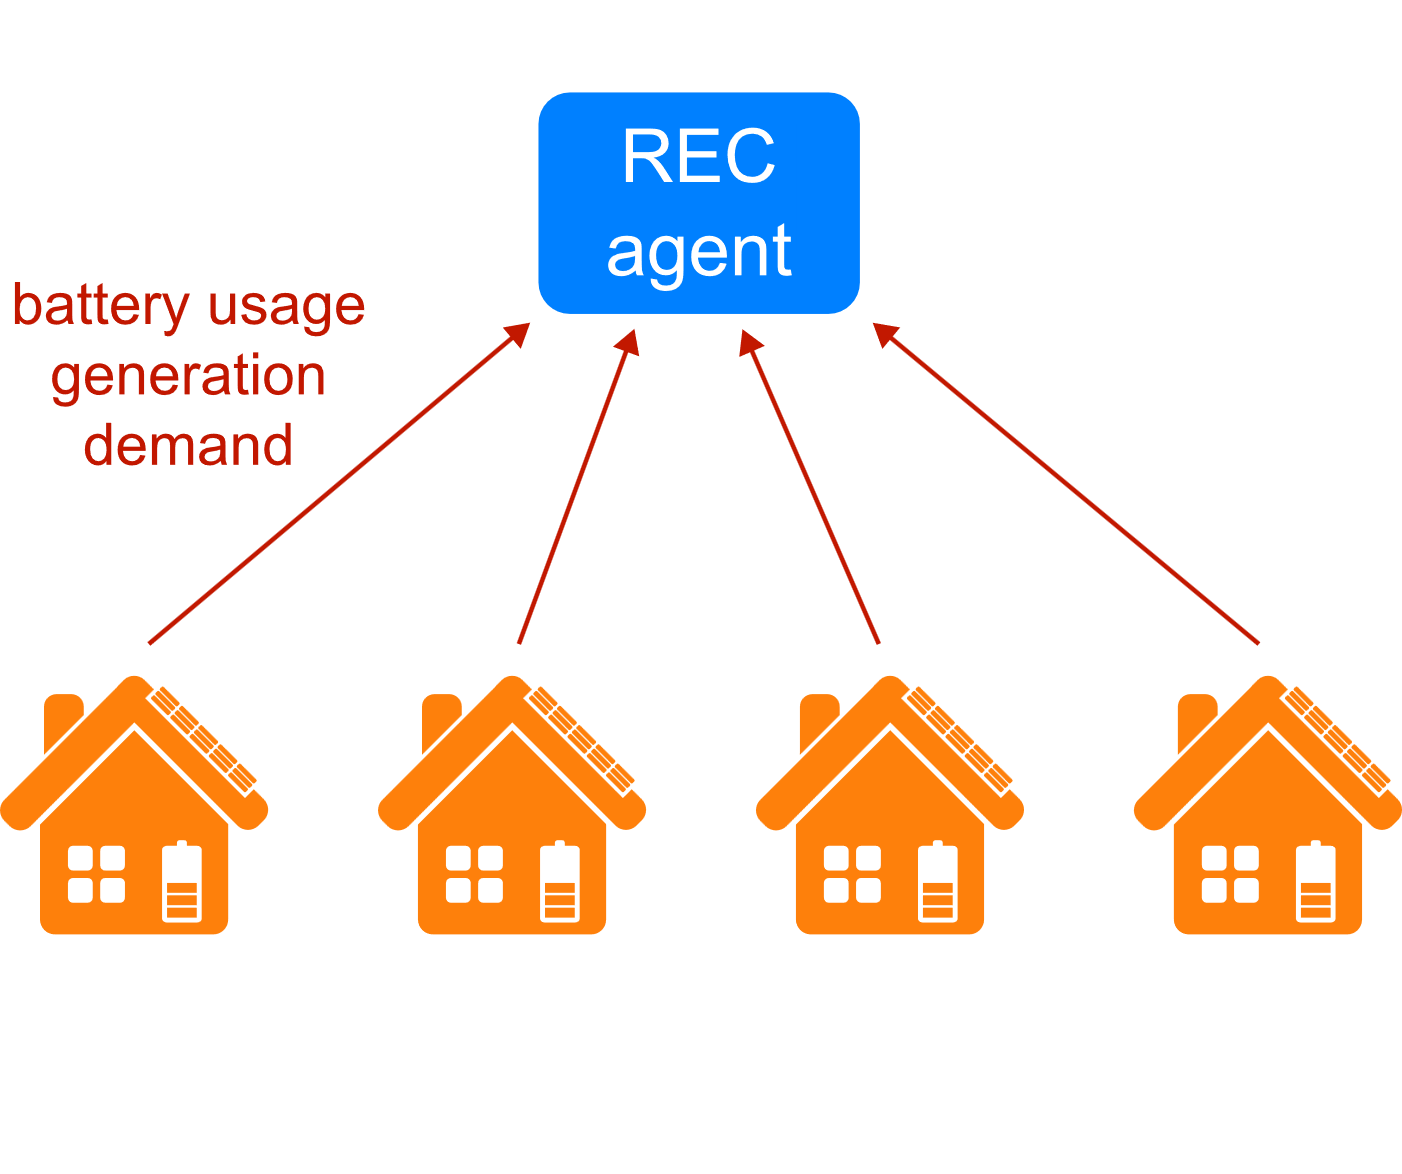 REC
agent
battery usage
generation
demand